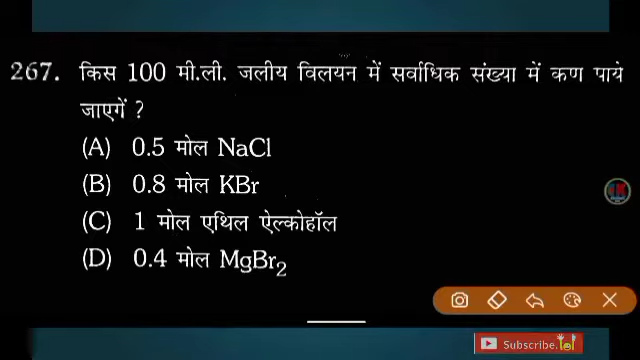 267. किस 100 मी.ली. जलीय विलयन में सर्वाधिक संख्या में कण पाये
जाएगें ?
(A) 0.5 मोल NaCl
(B) 0.8 मोल KBr
(C) 1 मोल एथिल ऐल्कोहॉल
(D) 0.4 मोल MgBr₂
Subscribe.